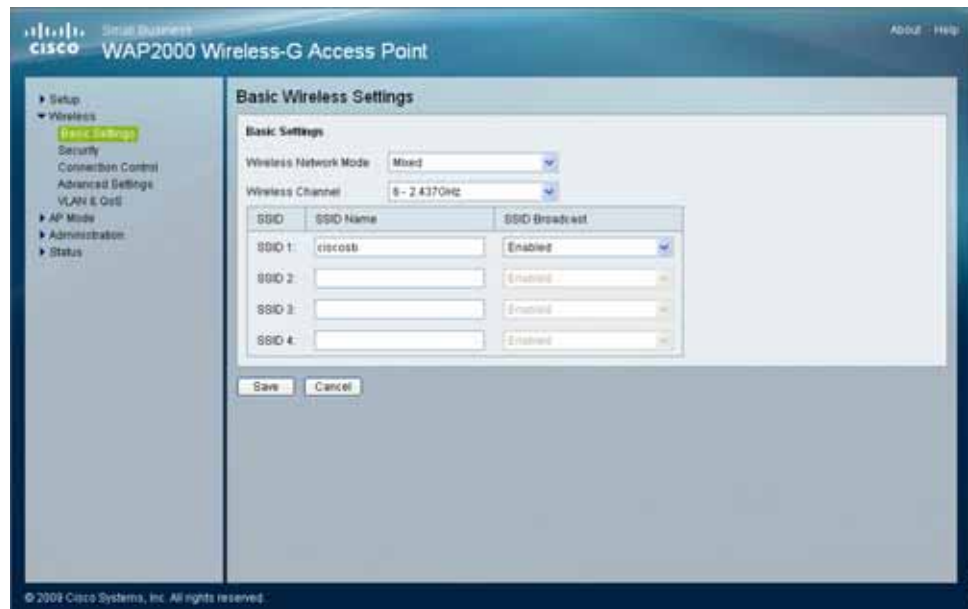 Small Business
CISCO WAP2000 Wireless-G Access Point
About Help
Setup
Wireless
Basic Settings
Security
Connection Control
Advanced Settings
VLAN & QoS
AP Mode
Administration
Status
Basic Wireless Settings
Basic Settings
Wireless Network Mode Mixed
Wireless Channel 6 - 2.437GHz
SSID SSID Name SSID Broadcast
SSID 1: ciscosb Enabled
SSID 2: Enabled
SSID 3: Enabled
SSID 4: Enabled
Save Cancel
© 2009 Cisco Systems, Inc. All rights reserved.